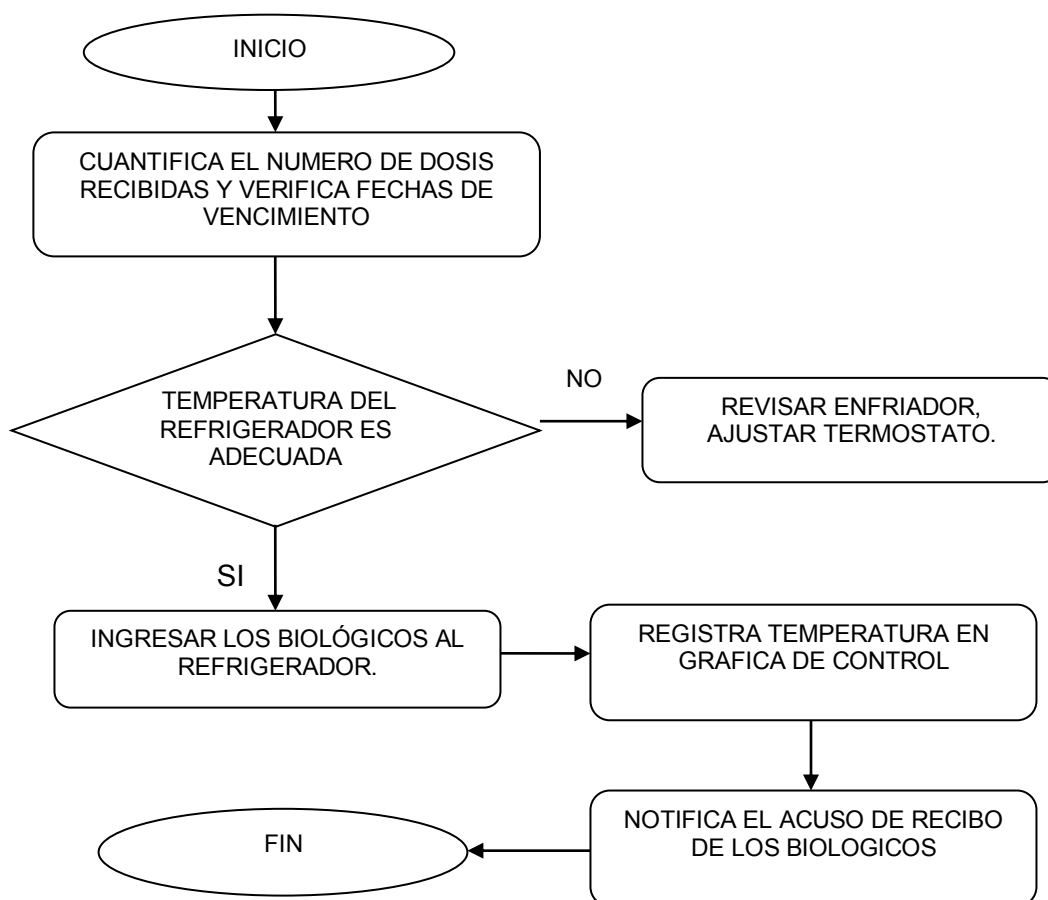 INICIO
CUANTIFICA EL NUMERO DE DOSIS
RECIBIDAS Y VERIFICA FECHAS DE
VENCIMIENTO
TEMPERATURA DEL
REFRIGERADOR ES
ADECUADA
NO
REVISAR ENFRIADOR,
AJUSTAR TERMOSTATO.
SI
INGRESAR LOS BIOLÓGICOS AL
REFRIGERADOR.
REGISTRA TEMPERATURA EN
GRAFICA DE CONTROL
NOTIFICA EL ACUSO DE RECIBO
DE LOS BIOLOGICOS
FIN